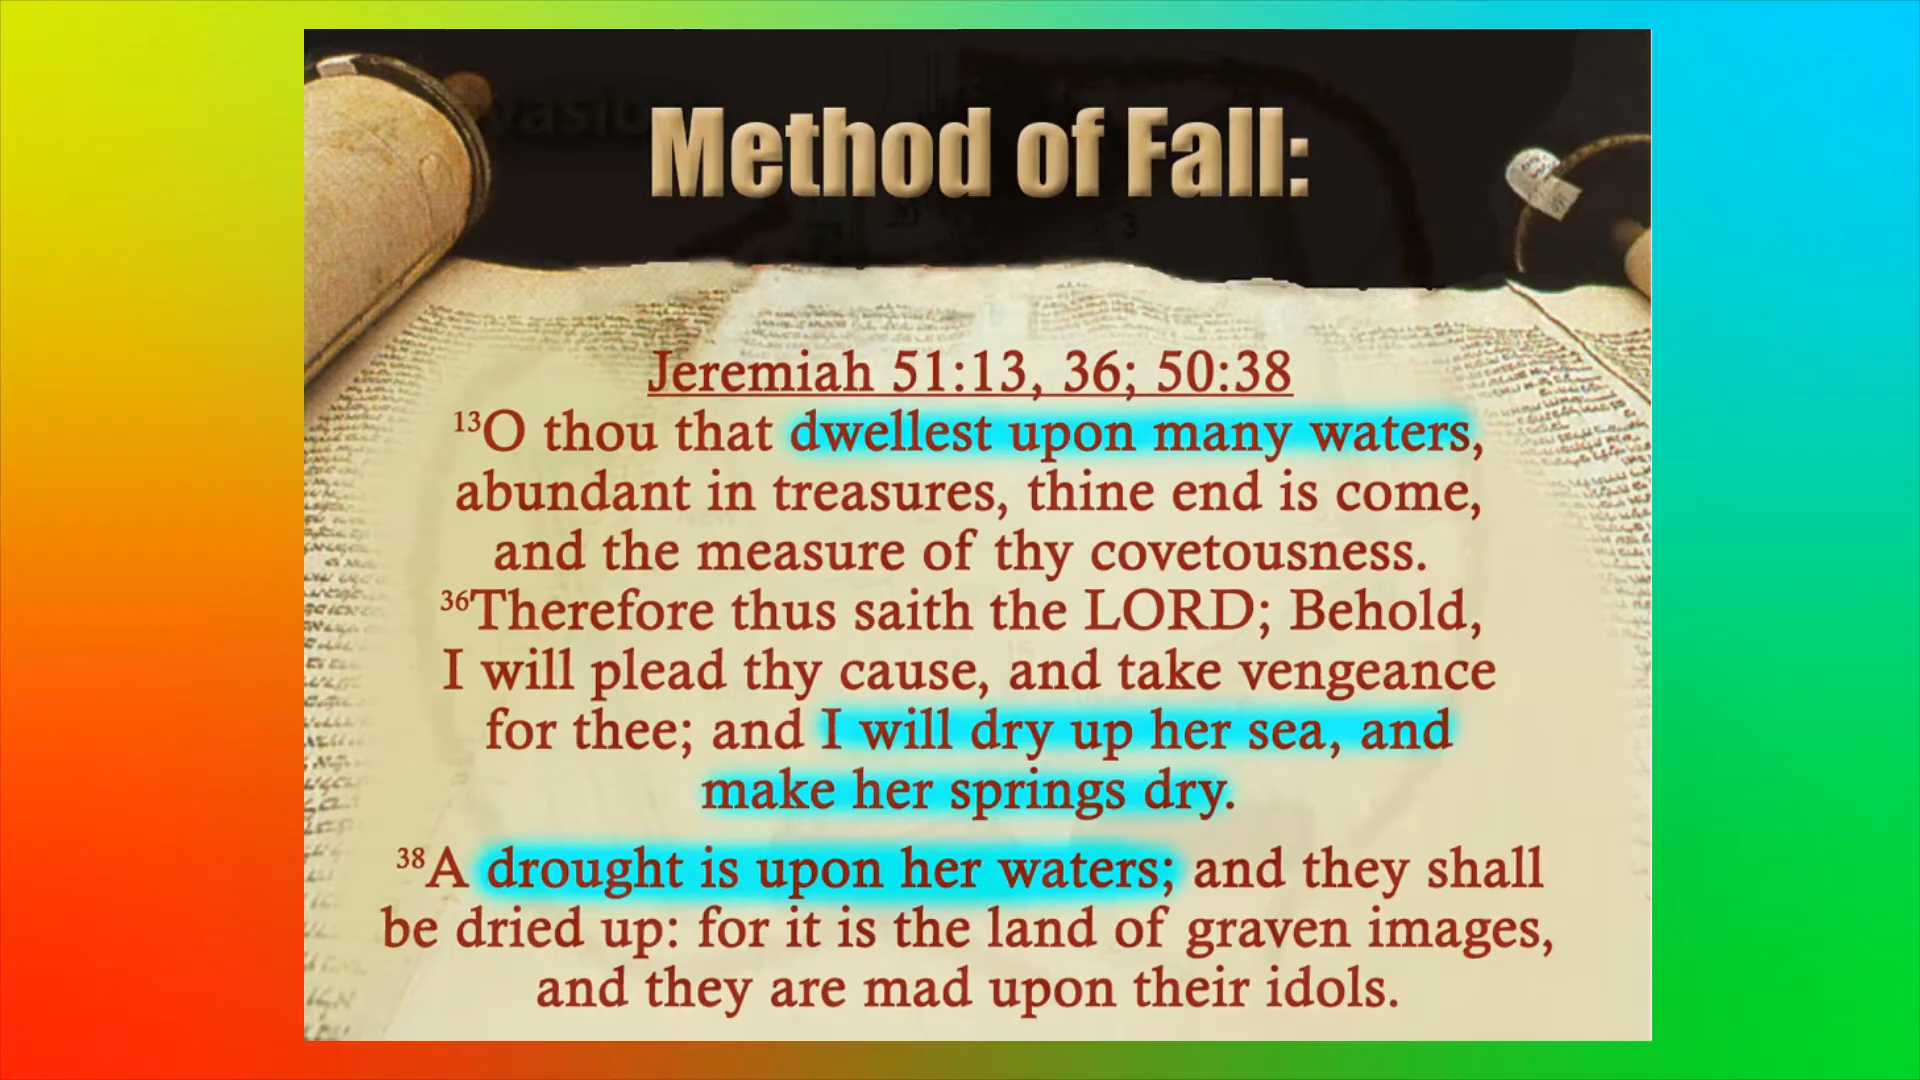 Method of Fall:
Jeremiah 51:13, 36; 50:38
¹³O thou that dwellest upon many waters,
abundant in treasures, thine end is come,
and the measure of thy covetousness.
³⁶Therefore thus saith the LORD; Behold,
I will plead thy cause, and take vengeance
for thee; and I will dry up her sea, and
make her springs dry.
³⁸A drought is upon her waters; and they shall
be dried up: for it is the land of graven images,
and they are mad upon their idols.